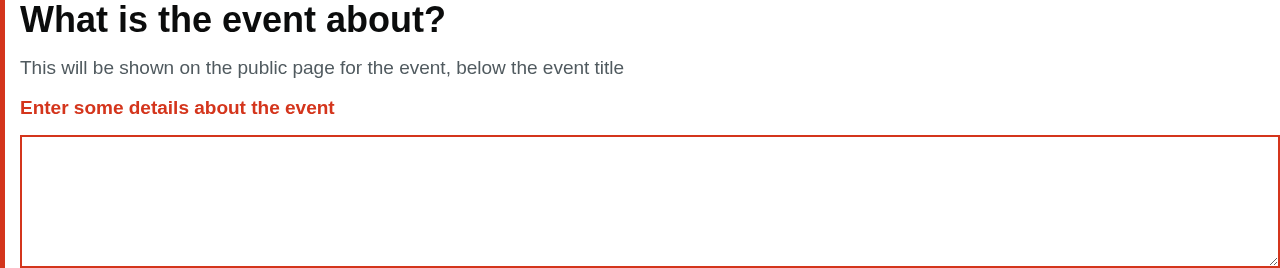 What is the event about?
This will be shown on the public page for the event, below the event title
Enter some details about the event